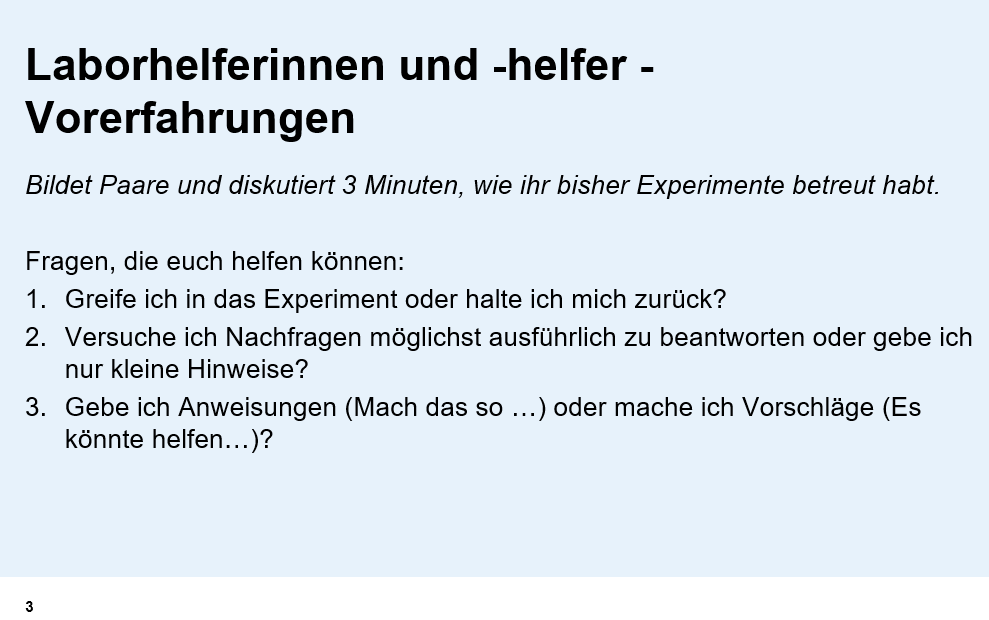 Laborhelferinnen und -helfer -
Vorerfahrungen
Bildet Paare und diskutiert 3 Minuten, wie ihr bisher Experimente betreut habt.
Fragen, die euch helfen können:
1. Greife ich in das Experiment oder halte ich mich zurück?
2. Versuche ich Nachfragen möglichst ausführlich zu beantworten oder gebe ich
nur kleine Hinweise?
3. Gebe ich Anweisungen (Mach das so …) oder mache ich Vorschläge (Es
könnte helfen…)?
3